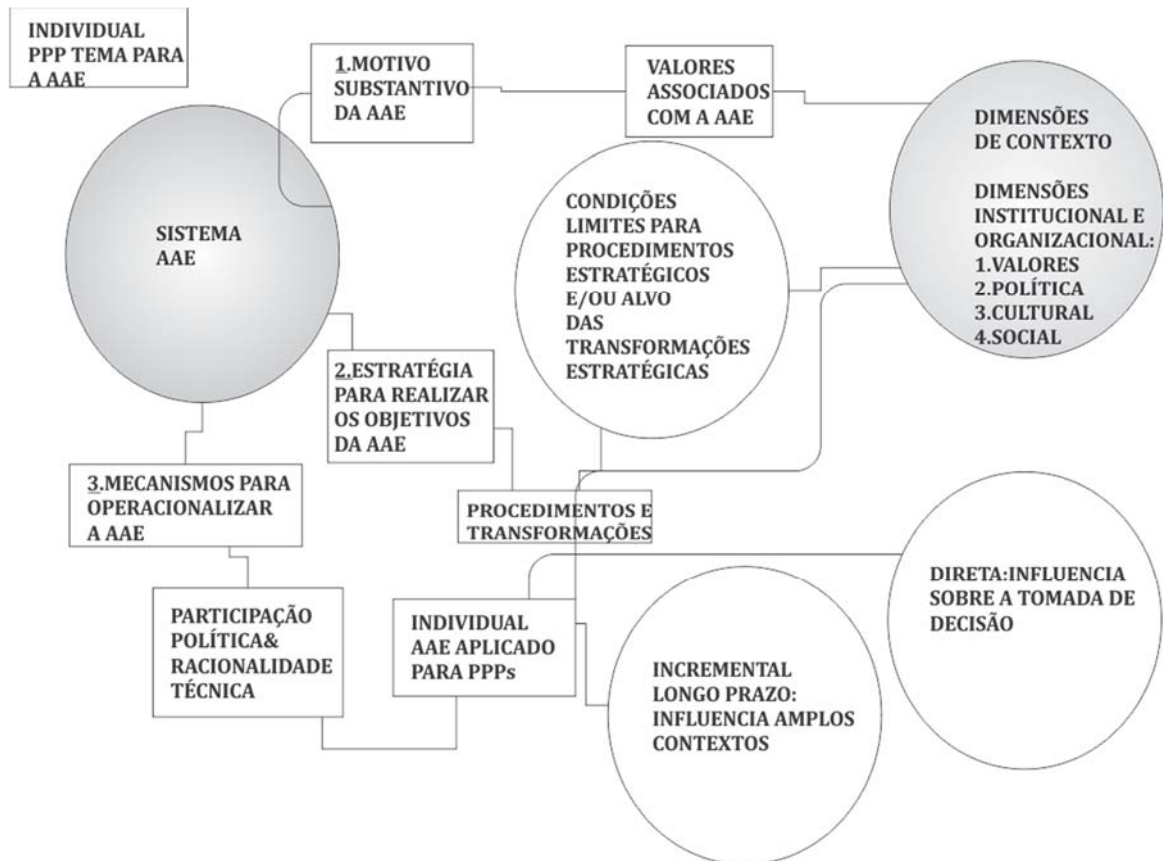 INDIVIDUAL
PPP TEMA PARA
A AAE
1.MOTIVO
SUBSTANTIVO
DA AAE
VALORES
ASSOCIADOS
COM A AAE
DIMENSÕES
DE CONTEXTO
DIMENSÕES
INSTITUCIONAL E
ORGANIZACIONAL:
1.VALORES
2.POLÍTICA
3.CULTURAL
4.SOCIAL
SISTEMA
AAE
CONDIÇÕES
LIMITES PARA
PROCEDIMENTOS
ESTRATÉGICOS
E/OU ALVO
DAS
TRANSFORMAÇÕES
ESTRATÉGICAS
2.ESTRATÉGIA
PARA REALIZAR
OS OBJETIVOS
DA AAE
3.MECANISMOS PARA
OPERACIONALIZAR
A AAE
PROCEDIMENTOS E
TRANSFORMAÇÕES
PARTICIPAÇÃO
POLÍTICA&
RACIONALIDADE
TÉCNICA
INDIVIDUAL
AAE APLICADO
PARA PPPs
INCREMENTAL
LONGO PRAZO:
INFLUENCIA AMPLOS
CONTEXTOS
DIRETA:INFLUENCIA
SOBRE A TOMADA DE
DECISÃO